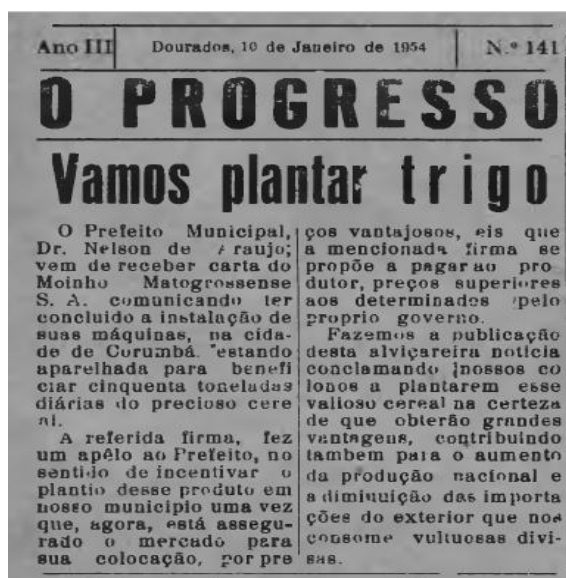 Ano III
Dourados, 10 de Janeiro de 1954
N.º 141
O PROGRESSO
Vamos plantar trigo
O Prefeito Municipal,
Dr. Nelson de Araujo;
vem de receber carta do
Moinho Matogrossense
S. A. comunicando ter
concluido a instalação de
suas máquinas, na cida-
de de Corumbá. estando
aparelhada para benefi
ciar cinquenta toneladas
diárias do precioso cere
al.
A referida firma, fez
um apêlo ao Prefeito, no
sentido de incentivar o
plantio desse produto em
nosso municipio uma vez
que, agora, está assegu-
rado o mercado para
sua colocação, por pre
ços vantajosos, eis que
a mencionada firma se
propõe a pagar ao pro
dutor, preços superiores
aos determinados pelo
proprio governo.
Fazemos a publicação
desta alviçareira noticia
conclamando nossos co
lonos a plantarem esse
valioso cereal na certeza
de que obterão grandes
vantagens, contribuindo
tambem para o aumento
da produção nacional e
a diminuição das importa
ções do exterior que nos
consome vultuosas divi-
sas.